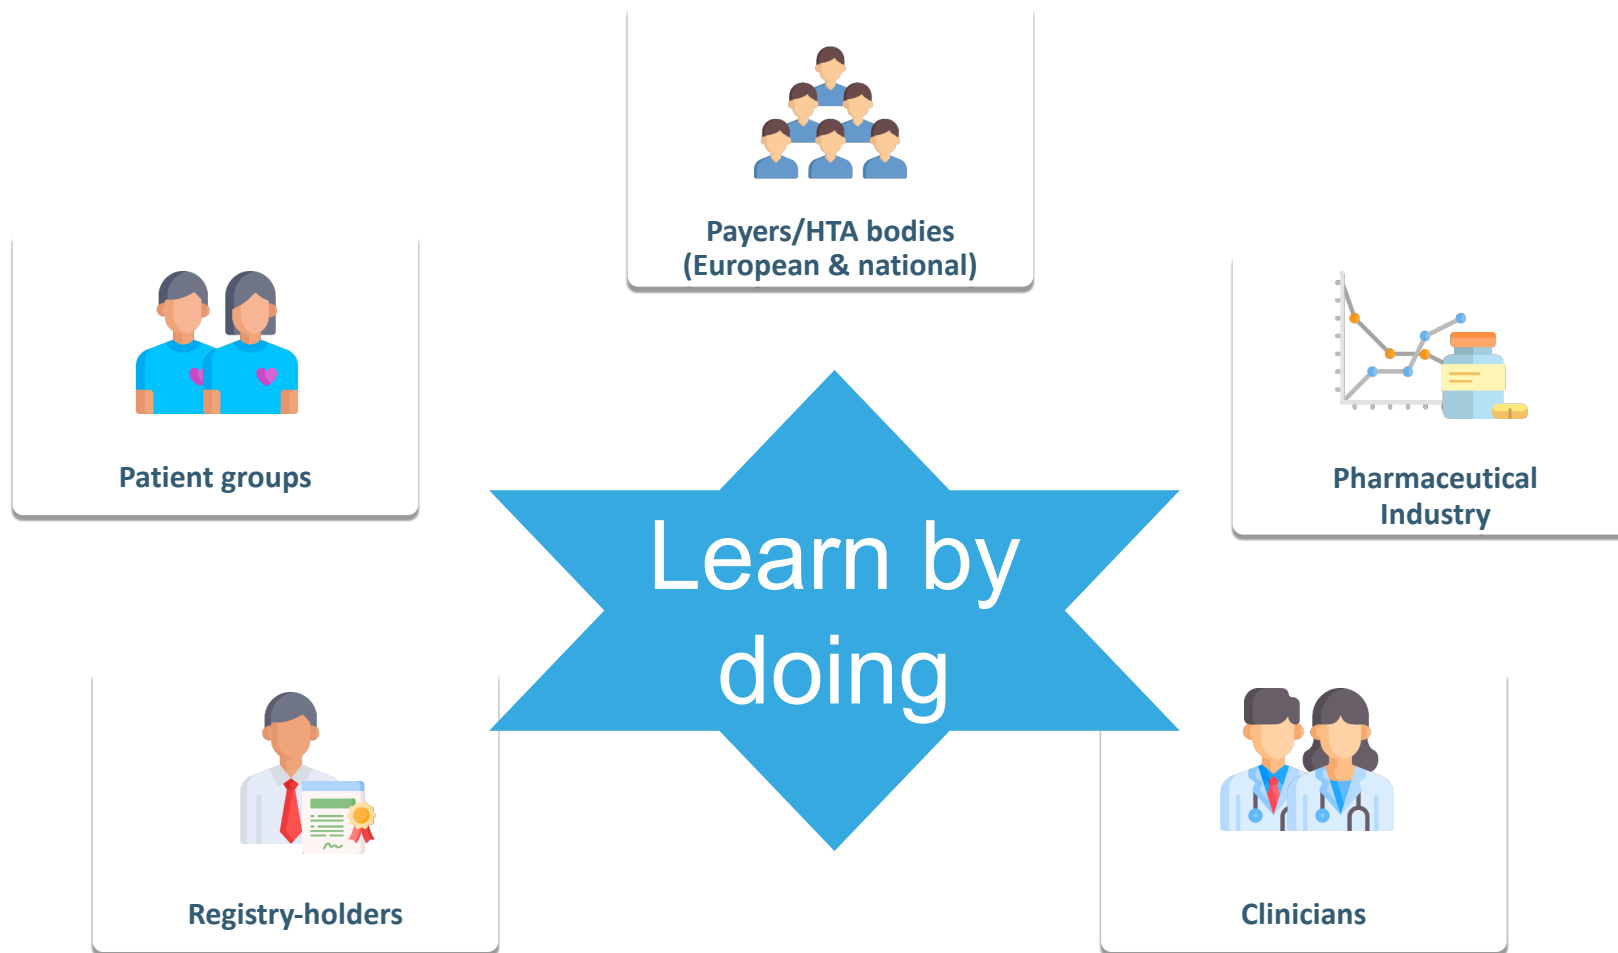 Payers/HTA bodies
(European & national)
Patient groups
Pharmaceutical
Industry
Learn by
doing
Registry-holders
Clinicians